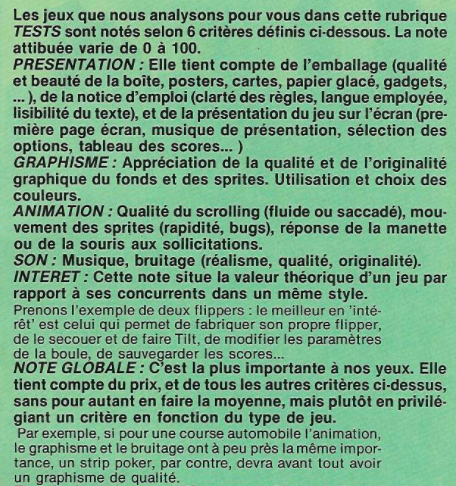 Les jeux que nous analysons pour vous dans cette rubrique
TESTS sont notés selon 6 critères définis ci-dessous. La note
attibuée varie de 0 à 100.
PRESENTATION : Elle tient compte de l'emballage (qualité
et beauté de la boîte, posters, cartes, papier glacé, gadgets,
... ), de la notice d'emploi (clarté des règles, langue employée,
lisibilité du texte), et de la présentation du jeu sur l'écran (pre-
mière page écran, musique de présentation, sélection des
options, tableau des scores... )
GRAPHISME : Appréciation de la qualité et de l'originalité
graphique du fonds et des sprites. Utilisation et choix des
couleurs.
ANIMATION : Qualité du scrolling (fluide ou saccadé), mou-
vement des sprites (rapidité, bugs), réponse de la manette
ou de la souris aux sollicitations.
SON : Musique, bruitage (réalisme, qualité, originalité).
INTERET : Cette note situe la valeur théorique d'un jeu par
rapport à ses concurrents dans un même style.
Prenons l'exemple de deux flippers : le meilleur en 'inté-
rêt' est celui qui permet de fabriquer son propre flipper,
de le secouer et de faire Tilt, de modifier les paramètres
de la boule, de sauvegarder les scores...
NOTE GLOBALE : C'est la plus importante à nos yeux. Elle
tient compte du prix, et de tous les autres critères ci-dessus,
sans pour autant en faire la moyenne, mais plutôt en privilé-
giant un critère en fonction du type de jeu.
Par exemple, si pour une course automobile l'animation,
le graphisme et le bruitage ont à peu près la même impor-
tance, un strip poker, par contre, devra avant tout avoir
un graphisme de qualité.